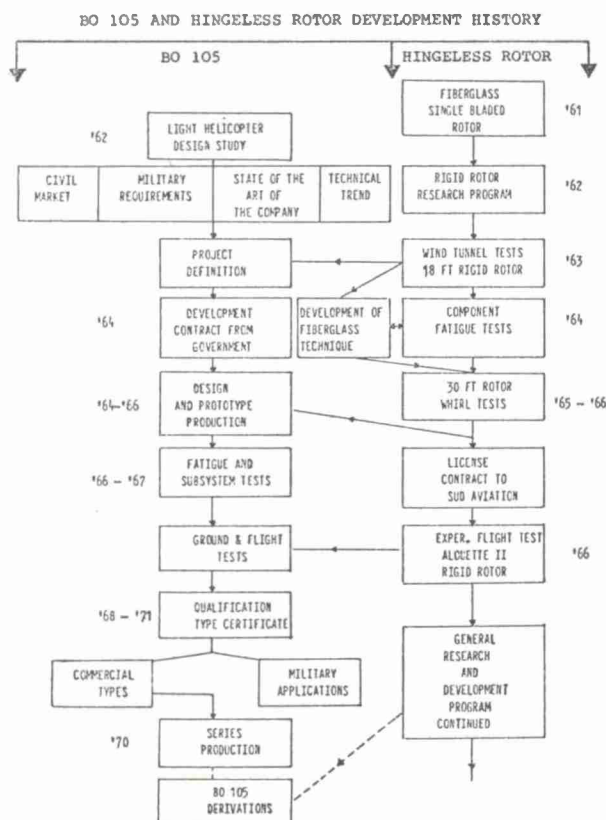 BO 105 AND HINGELESS ROTOR DEVELOPMENT HISTORY
BO 105
HINGELESS ROTOR
'62
LIGHT HELICOPTER
DESIGN STUDY
CIVIL
MARKET
MILITARY
REQUIREMENTS
STATE OF THE
ART OF
THE COMPANY
TECHNICAL
TREND
PROJECT
DEFINITION
'64
DEVELOPMENT
CONTRACT FROM
GOVERNMENT
DEVELOPMENT OF
FIBERGLASS
TECHNIQUE
'64-'66
DESIGN
AND PROTOTYPE
PRODUCTION
'66 - '67
FATIGUE AND
SUBSYSTEM TESTS
GROUND & FLIGHT
TESTS
'68 - '71
QUALIFICATION
TYPE CERTIFICATE
COMMERCIAL
TYPES
MILITARY
APPLICATIONS
'70
SERIES
PRODUCTION
BO 105
DERIVATIONS
FIBERGLASS
SINGLE BLADED
ROTOR
'61
RIGID ROTOR
RESEARCH PROGRAM
'62
WIND TUNNEL TESTS
18 FT RIGID ROTOR
'63
COMPONENT
FATIGUE TESTS
'64
30 FT ROTOR
WHIRL TESTS
'65 - '66
LICENSE
CONTRACT TO
SUD AVIATION
EXPER. FLIGHT TEST
ALOUETTE II
RIGID ROTOR
'66
GENERAL
RESEARCH
AND
DEVELOPMENT
PROGRAM
CONTINUED